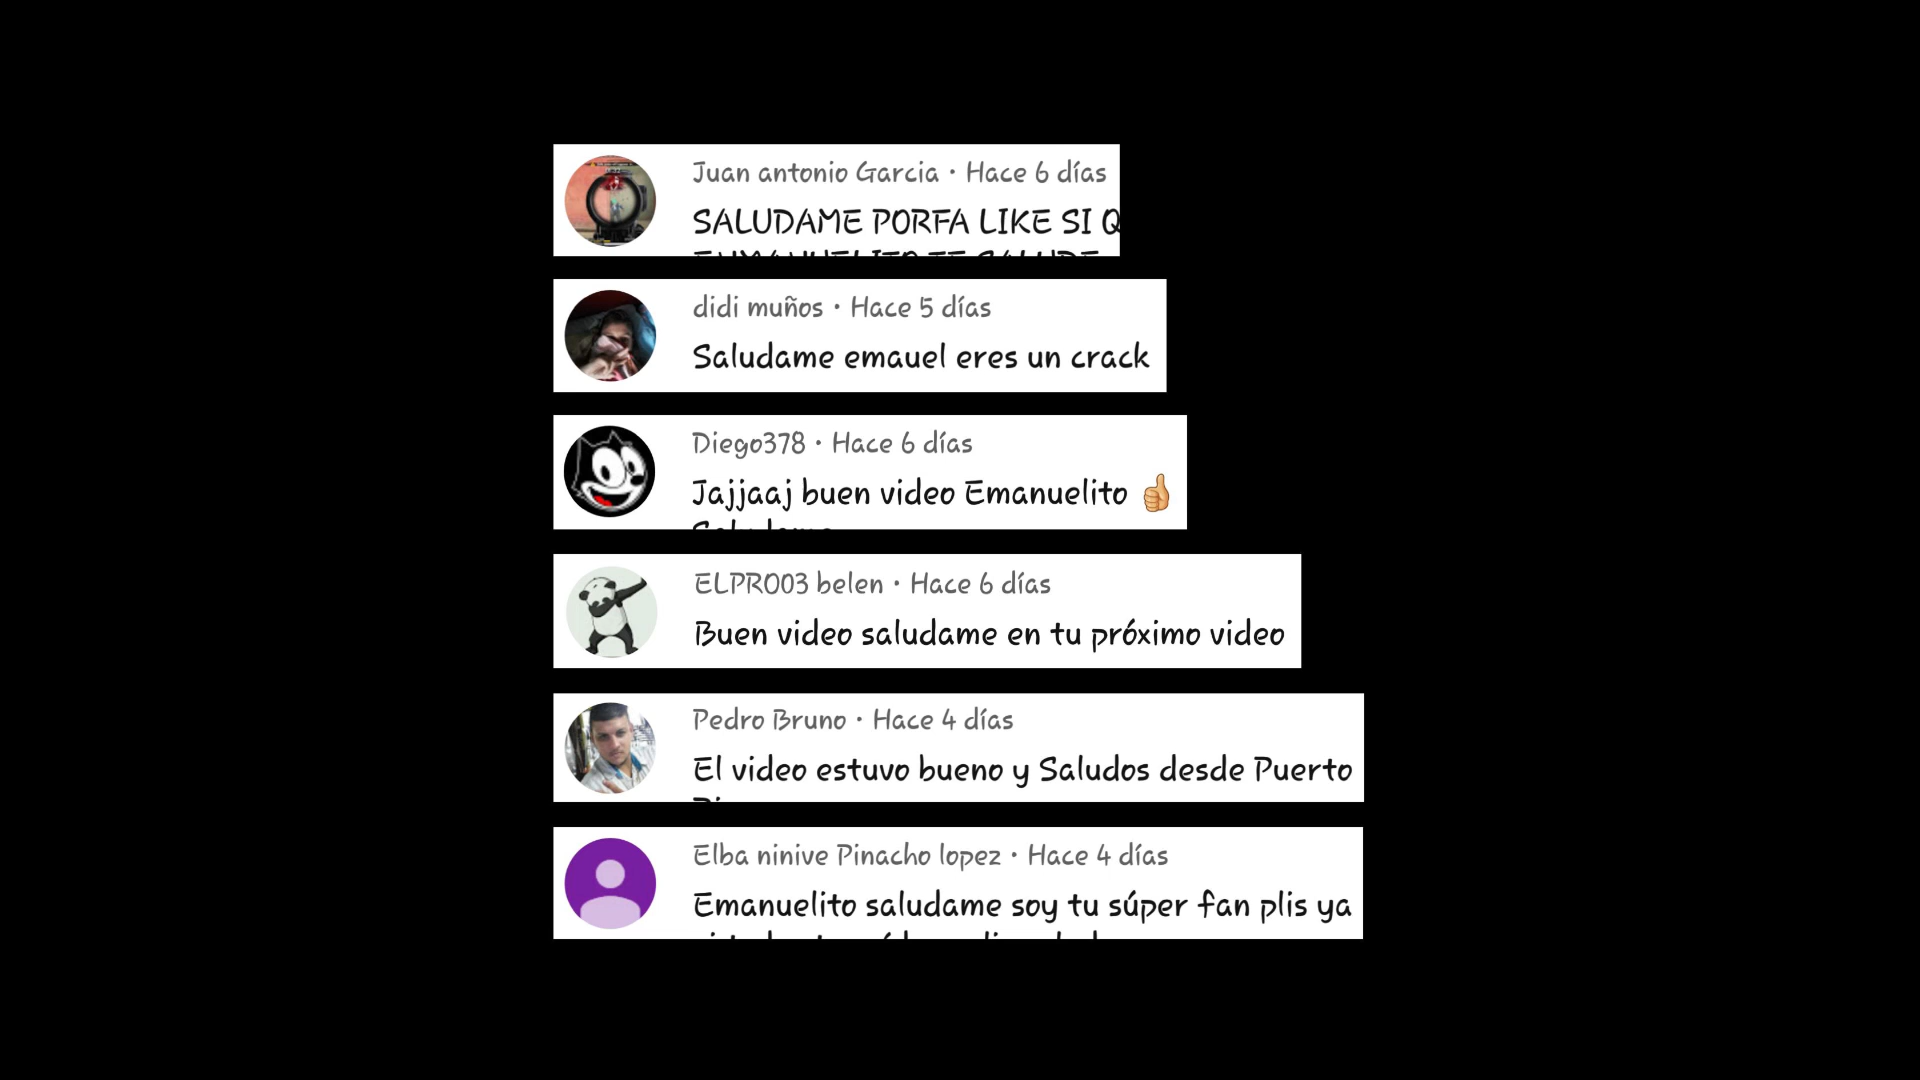 Juan antonio Garcia · Hace 6 días
SALUDAME PORFA LIKE SI
didi muños · Hace 5 días
Saludame emauel eres un crack
Diego378 · Hace 6 días
Jajjaaj buen video Emanuelito 👍
ELPRO03 belen · Hace 6 días
Buen video saludame en tu próximo video
Pedro Bruno · Hace 4 días
El video estuvo bueno y Saludos desde Puerto
Elba ninive Pinacho lopez · Hace 4 días
Emanuelito saludame soy tu súper fan plis ya